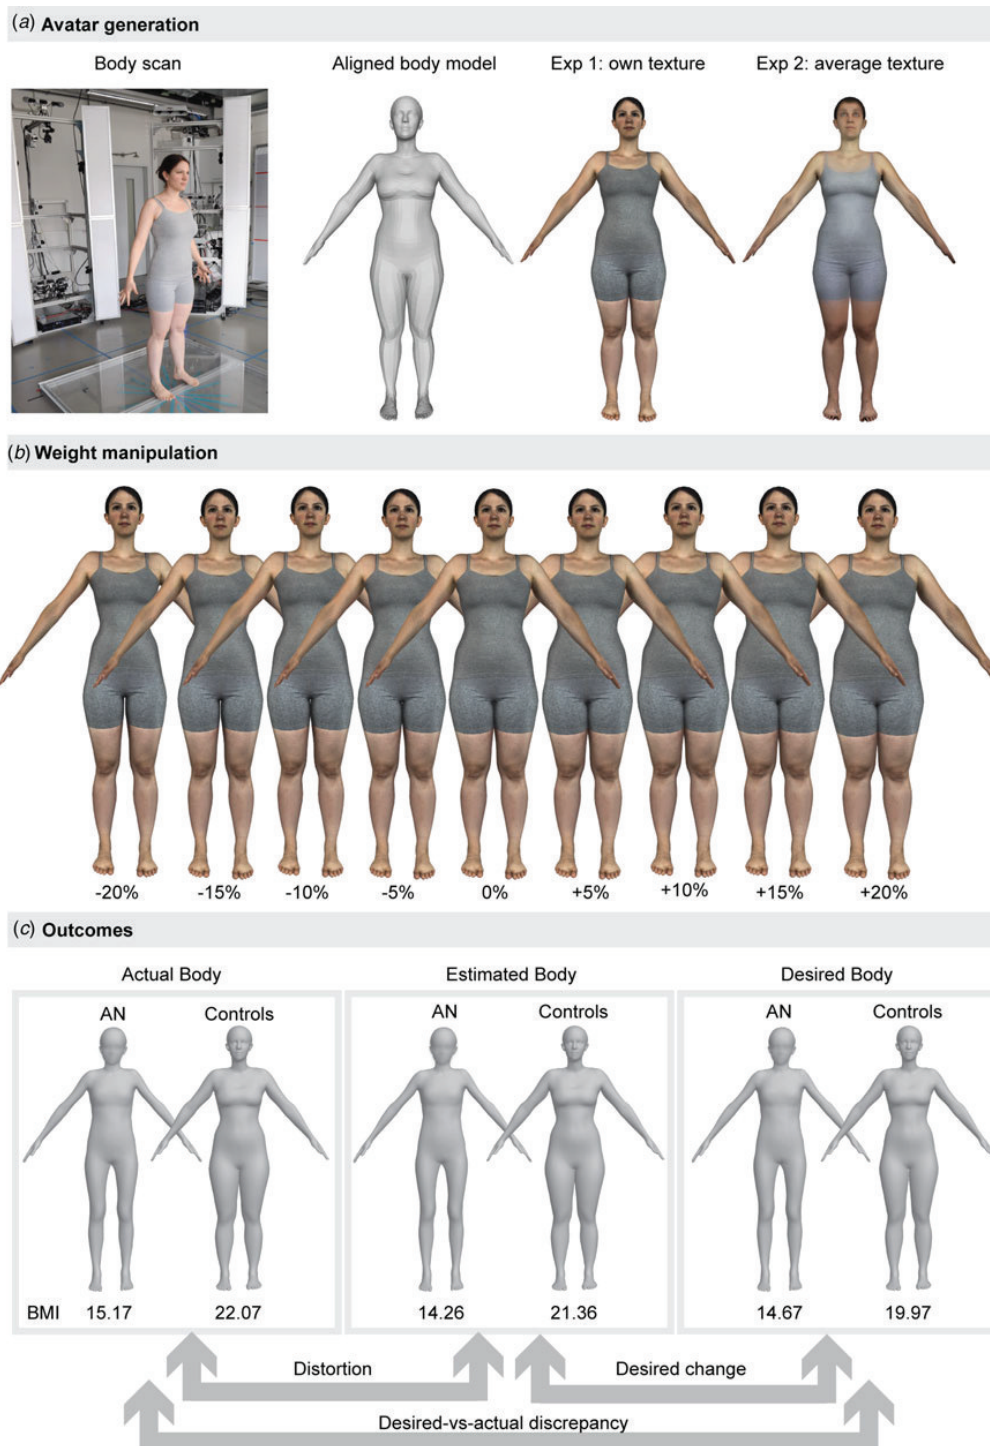 (a) Avatar generation
Body scan
Aligned body model
Exp 1: own texture
Exp 2: average texture
(b) Weight manipulation
-20%
-15%
-10%
-5%
0%
+5%
+10%
+15%
+20%
(c) Outcomes
Actual Body
Estimated Body
Desired Body
AN
Controls
AN
Controls
AN
Controls
BMI
15.17
22.07
14.26
21.36
14.67
19.97
Distortion
Desired change
Desired-vs-actual discrepancy